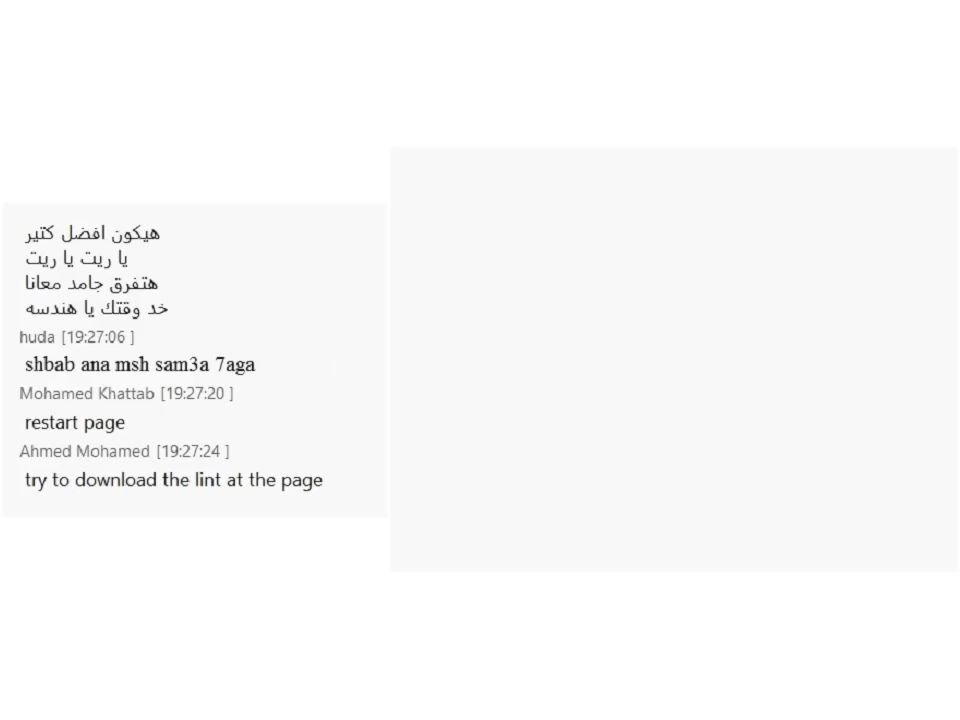 هيكون افضل كتير
يا ريت يا ريت
هتفرق جامد معانا
خد وقتك يا هندسه
huda [19:27:06 ]
shbab ana msh sam3a 7aga
Mohamed Khattab [19:27:20 ]
restart page
Ahmed Mohamed [19:27:24 ]
try to download the lint at the page